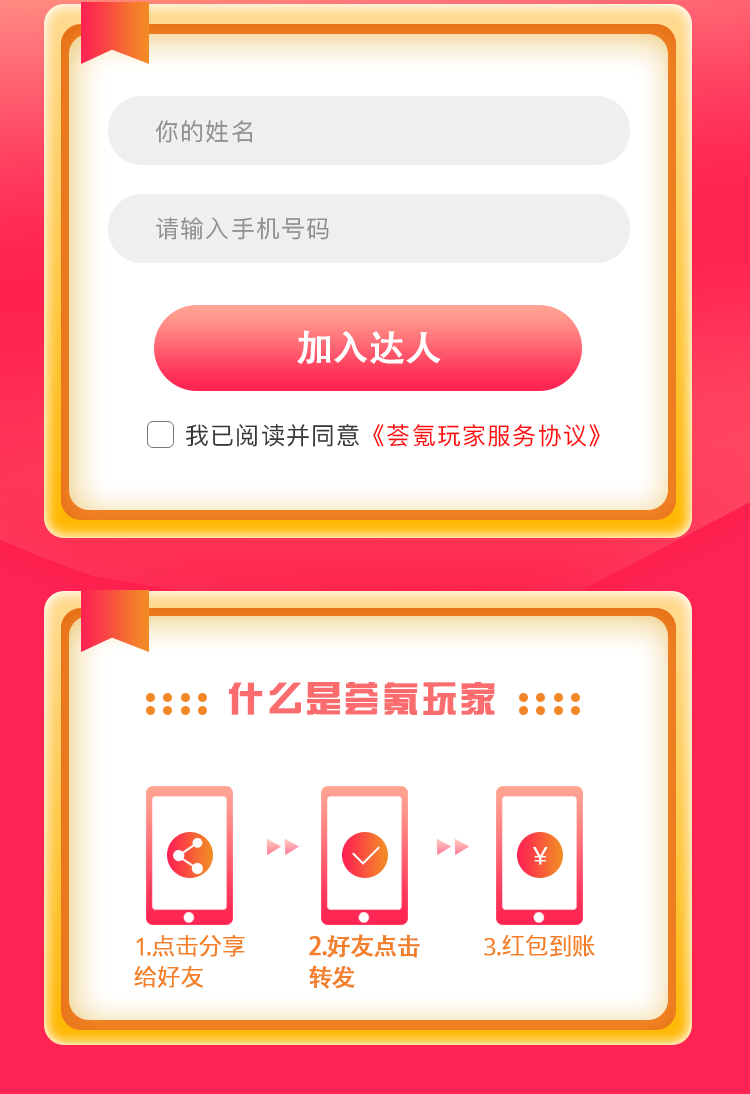 你的姓名
请输入手机号码
加入达人
我已阅读并同意《荟氪玩家服务协议》
什么是荟氪玩家
¥
1.点击分享
给好友
2.好友点击
转发
3.红包到账